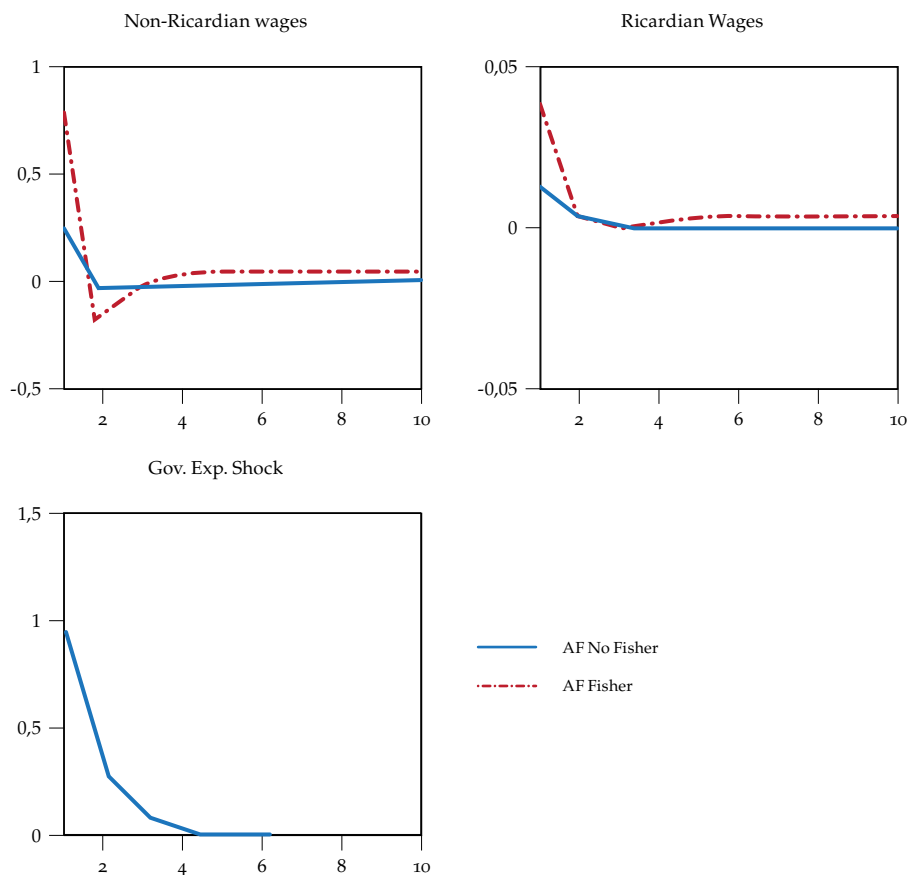 Non-Ricardian wages
1
0,5
0
-0,5
2 4 6 8 10
Ricardian Wages
0,05
0
-0,05
2 4 6 8 10
Gov. Exp. Shock
1,5
1
0,5
0
2 4 6 8 10
AF No Fisher
AF Fisher